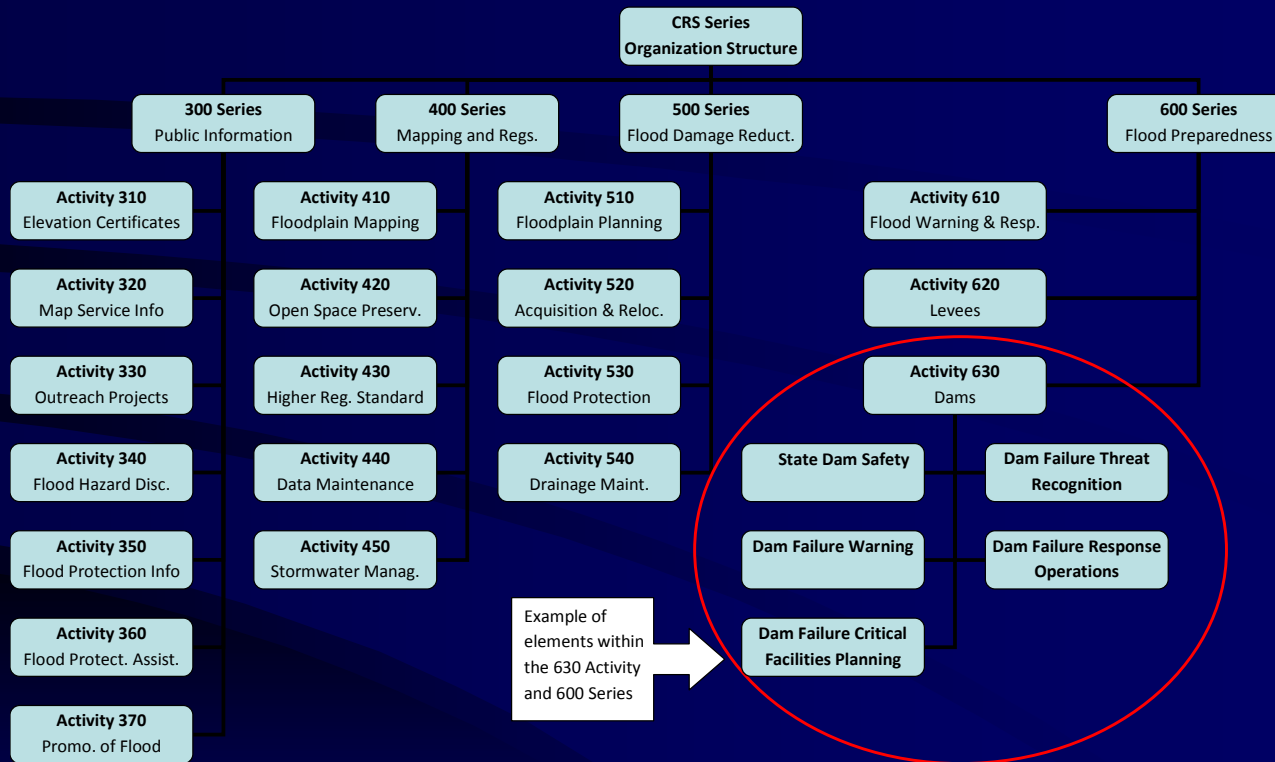 CRS Series
Organization Structure
300 Series
Public Information
400 Series
Mapping and Regs.
500 Series
Flood Damage Reduct.
600 Series
Flood Preparedness
Activity 310
Elevation Certificates
Activity 320
Map Service Info
Activity 330
Outreach Projects
Activity 340
Flood Hazard Disc.
Activity 350
Flood Protection Info
Activity 360
Flood Protect. Assist.
Activity 370
Promo. of Flood
Activity 410
Floodplain Mapping
Activity 420
Open Space Preserv.
Activity 430
Higher Reg. Standard
Activity 440
Data Maintenance
Activity 450
Stormwater Manag.
Activity 510
Floodplain Planning
Activity 520
Acquisition & Reloc.
Activity 530
Flood Protection
Activity 540
Drainage Maint.
Activity 610
Flood Warning & Resp.
Activity 620
Levees
Activity 630
Dams
State Dam Safety
Dam Failure Threat
Recognition
Dam Failure Warning
Dam Failure Response
Operations
Dam Failure Critical
Facilities Planning
Example of
elements within
the 630 Activity
and 600 Series